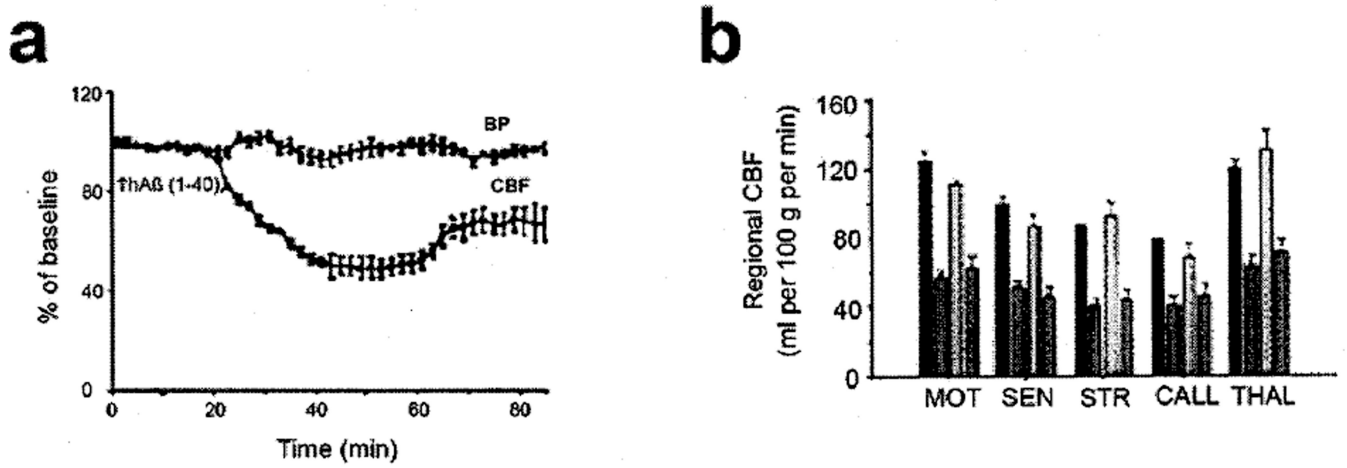 a
b
120
80
40
0
% of baseline
BP
↑hAß (1-40)
CBF
0
20
40
60
80
Time (min)
160
120
80
40
0
Regional CBF
(ml per 100 g per min)
MOT SEN STR CALL THAL